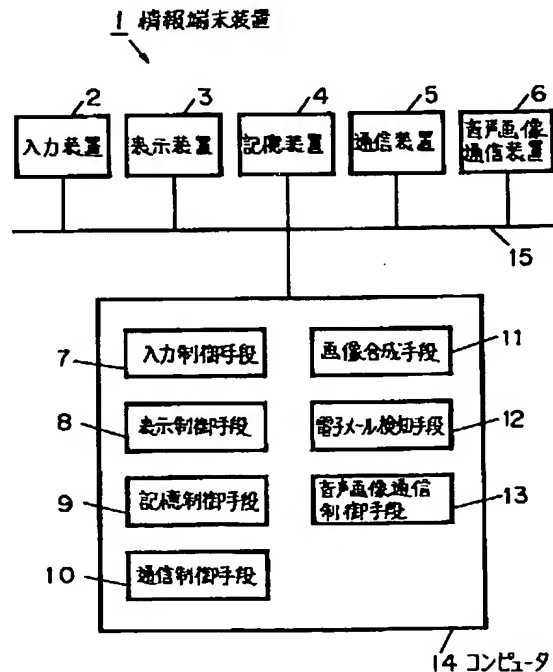 1 情報端末装置
2
3
4
5
6
入力装置
表示装置
記憶装置
通信装置
音声画像
通信装置
15
7
入力制御手段
画像合成手段
11
8
表示制御手段
電子メール検知手段
12
9
記憶制御手段
音声画像通信
制御手段
13
10
通信制御手段
14 コンピュータ